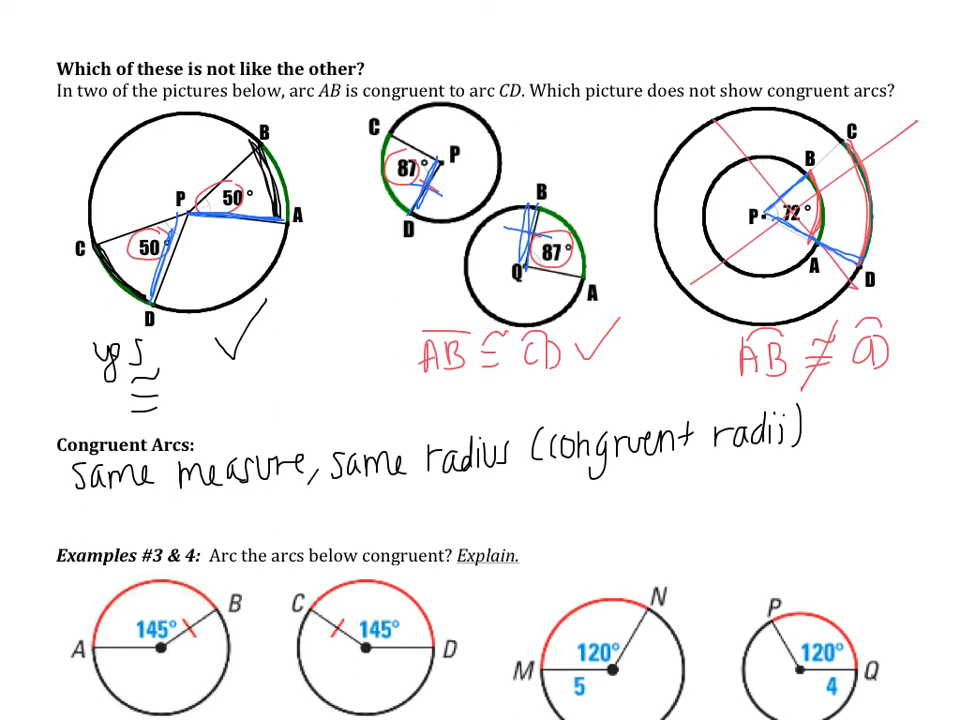 Which of these is not like the other?
In two of the pictures below, arc AB is congruent to arc CD. Which picture does not show congruent arcs?
B
P
50°
A
C
50°
D
C
P
87°
D
B
87°
Q
A
C
B
P
72°
A
D
yes
≅
AB ≅ CD ✓
AB ≇ CD
Congruent Arcs:
same measure, same radius (congruent radii)
Examples #3 & 4: Arc the arcs below congruent? Explain.
B
145°
A
C
145°
D
N
120°
M
5
P
120°
Q
4